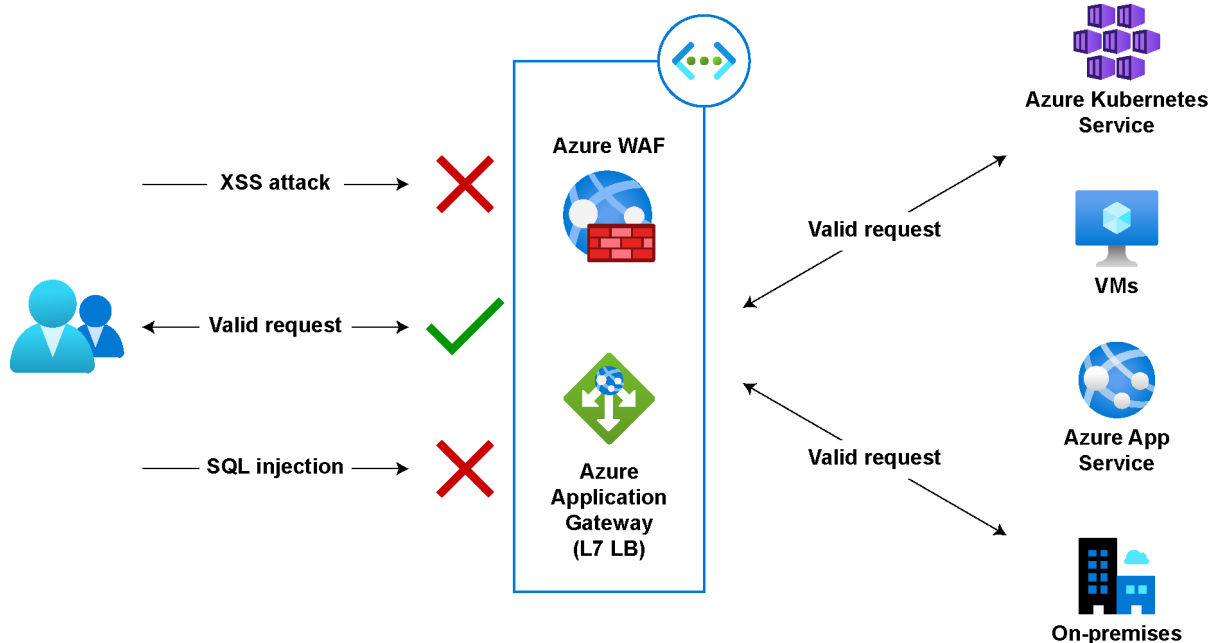 XSS attack
Valid request
SQL injection
Azure WAF
Azure
Application
Gateway
(L7 LB)
Valid request
Valid request
Azure Kubernetes
Service
VMs
Azure App
Service
On-premises